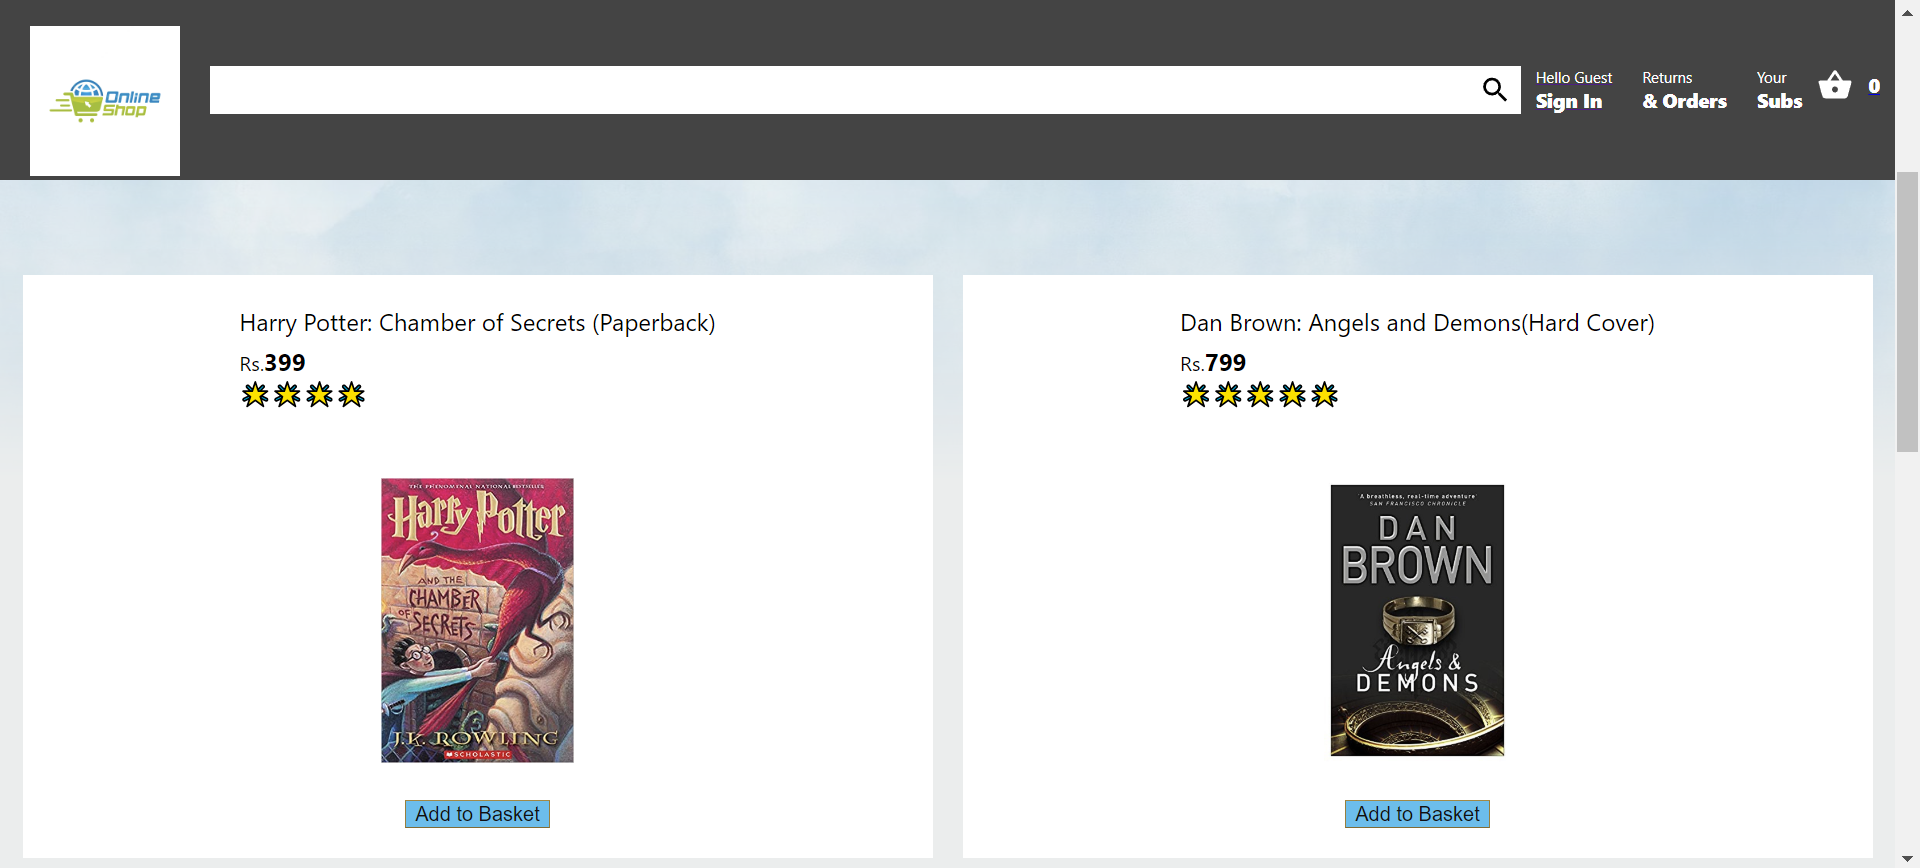 Online
Shop
Hello Guest
Sign In
Returns
& Orders
Your
Subs
0
Harry Potter: Chamber of Secrets (Paperback)
Rs.399
THE PHENOMENAL NATIONAL BESTSELLER
Harry Potter
AND THE
CHAMBER
OF SECRETS
J.K. ROWLING
SCHOLASTIC
Add to Basket
Dan Brown: Angels and Demons(Hard Cover)
Rs.799
A breathless, real-time adventure'
SAN FRANCISCO CHRONICLE
DAN
BROWN
Angels &
DEMONS
Add to Basket